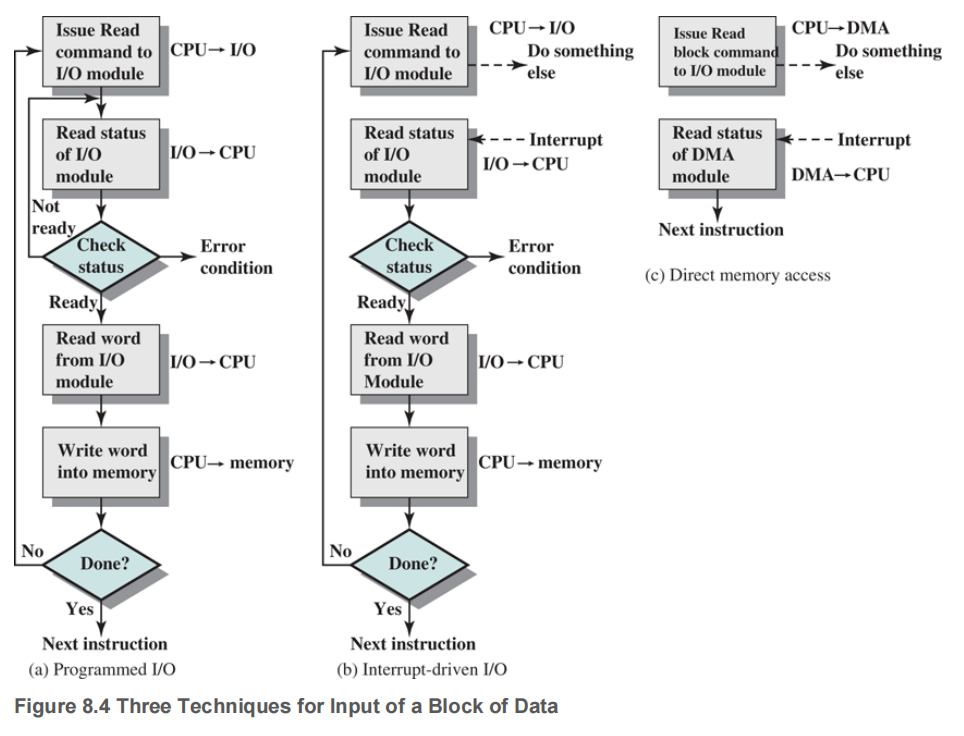 Issue Read
command to
I/O module
CPU → I/O
Read status
of I/O
module
I/O → CPU
Not
ready
Check
status
Error
condition
Ready
Read word
from I/O
module
I/O → CPU
Write word
into memory
CPU → memory
No
Done?
Yes
Next instruction
(a) Programmed I/O
Issue Read
command to
I/O module
CPU → I/O
Do something
else
Read status
of I/O
module
Interrupt
I/O → CPU
Check
status
Error
condition
Ready
Read word
from I/O
Module
I/O → CPU
Write word
into memory
CPU → memory
No
Done?
Yes
Next instruction
(b) Interrupt-driven I/O
Issue Read
block command
to I/O module
CPU → DMA
Do something
else
Read status
of DMA
module
Interrupt
DMA → CPU
Next instruction
(c) Direct memory access
Figure 8.4 Three Techniques for Input of a Block of Data